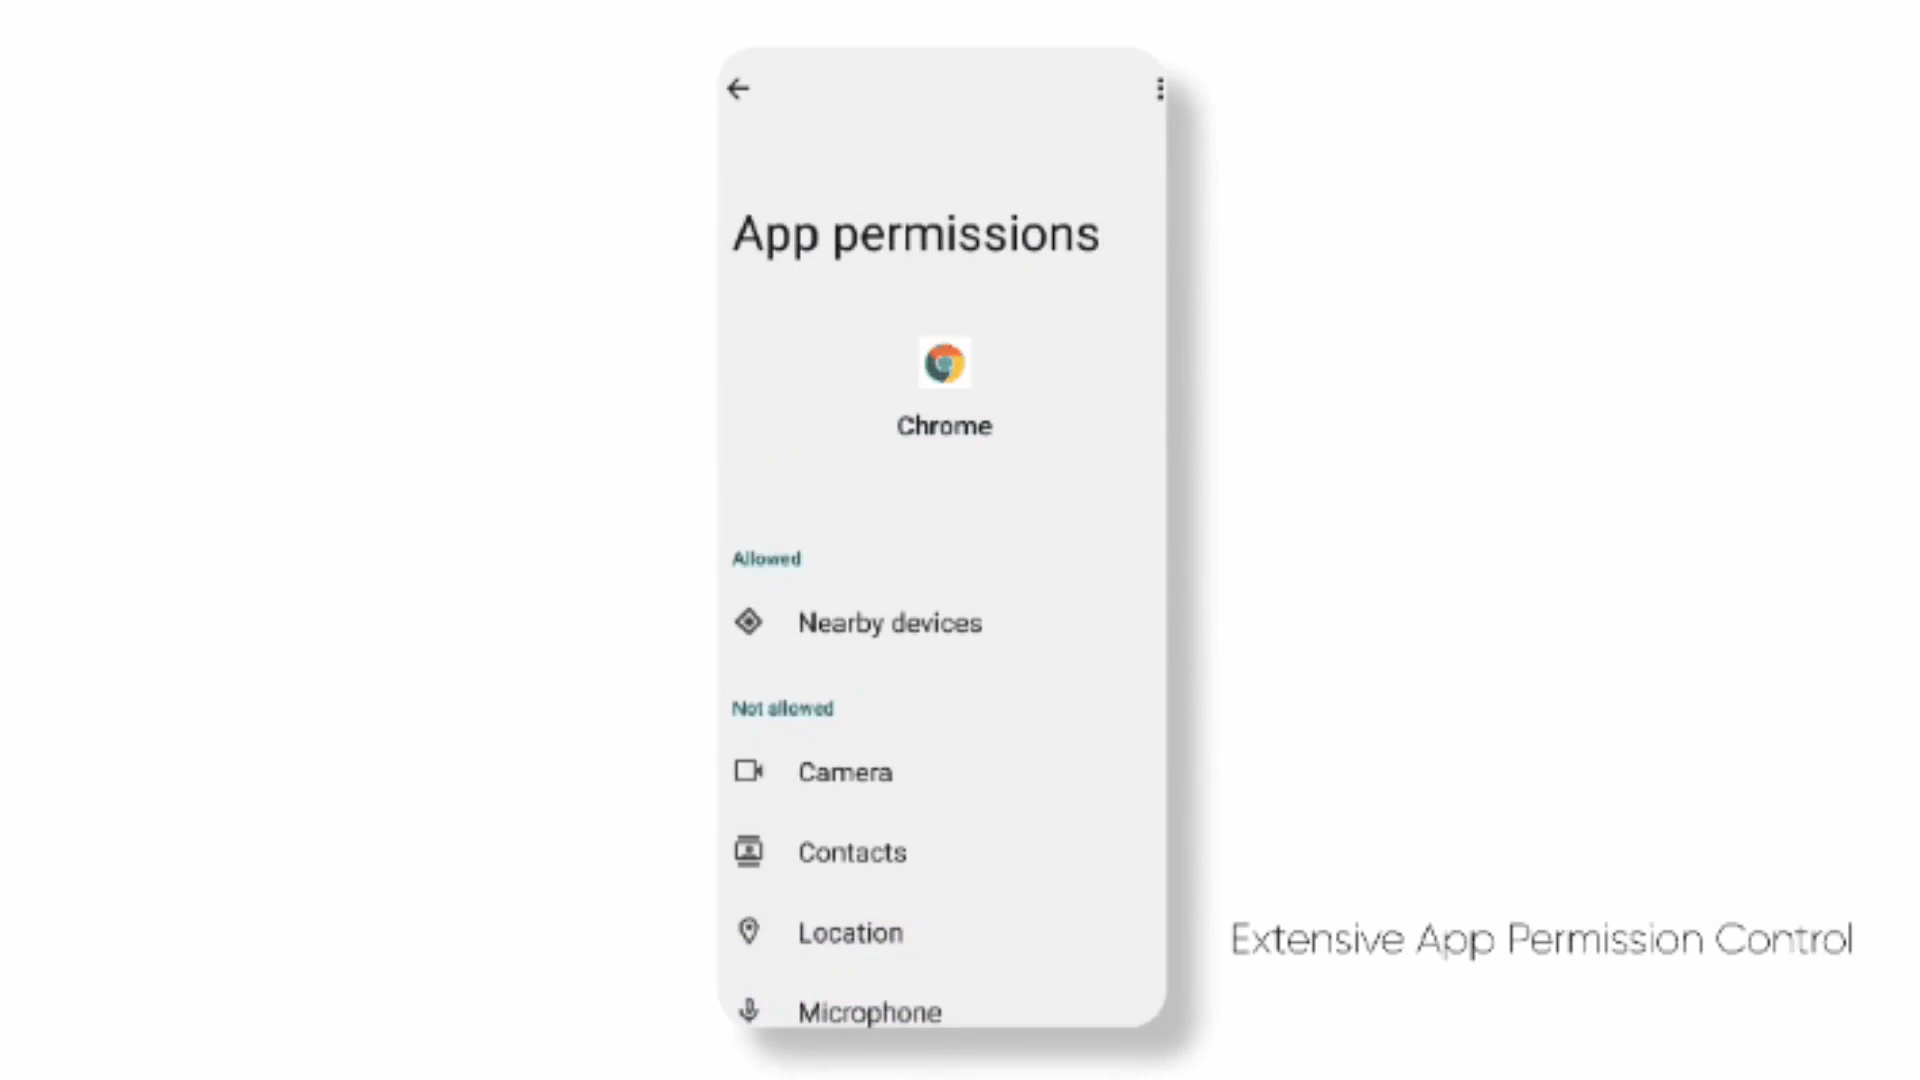 App permissions
Chrome
Allowed
Nearby devices
Not allowed
Camera
Contacts
Location
Microphone
Extensive App Permission Control